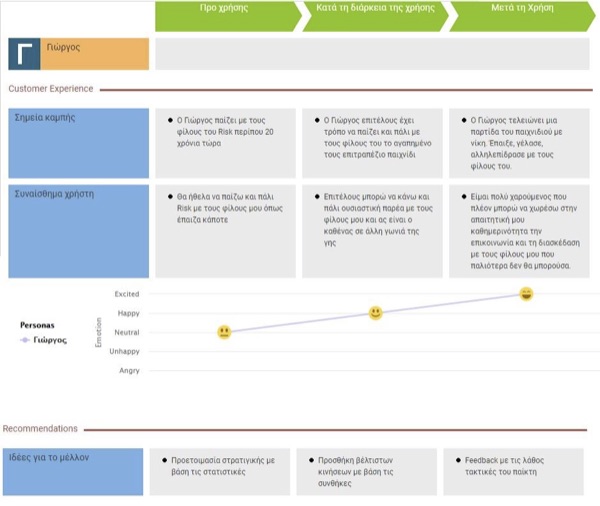 Προ χρήσης
Κατά τη διάρκεια της χρήσης
Μετά τη Χρήση
Γ
Γιώργος
Customer Experience
Σημεία καμπής
Ο Γιώργος παίζει με τους
φίλους του Risk περίπου 20
χρόνια τώρα
Ο Γιώργος επιτέλους έχει
τρόπο να παίζει και πάλι με
τους φίλους του το αγαπημένο
τους επιτραπέζιο παιχνίδι
Ο Γιώργος τελειώνει μια
παρτίδα του παιχνιδιού με
νίκη. Έπαιξε, γέλασε,
αλληλεπίδρασε με τους
φίλους του.
Συναίσθημα χρήστη
Θα ήθελα να παίζω και πάλι
Risk με τους φίλους μου όπως
έπαιζα κάποτε
Επιτέλους μπορώ να κάνω και
πάλι ουσιαστική παρέα με τους
φίλους μου και ας είναι ο
καθένας σε άλλη γωνιά της
γης
Είμαι πολύ χαρούμενος που
πλέον μπορώ να χωρέσω στην
απαιτητική μου
καθημερινότητα την
επικοινωνία και τη διασκέδαση
με τους φίλους μου που
παλιότερα δεν θα μπορούσα.
Personas
Γιώργος
Emotion
Excited
Happy
Neutral
Unhappy
Angry
Recommendations
Ιδέες για το μέλλον
Προετοιμασία στρατιγικής με
βάση τις στατιστικές
Προσθήκη βέλτιστων
κινήσεων με βάση τις
συνθήκες
Feedback με τις λάθος
τακτικές του παίκτη